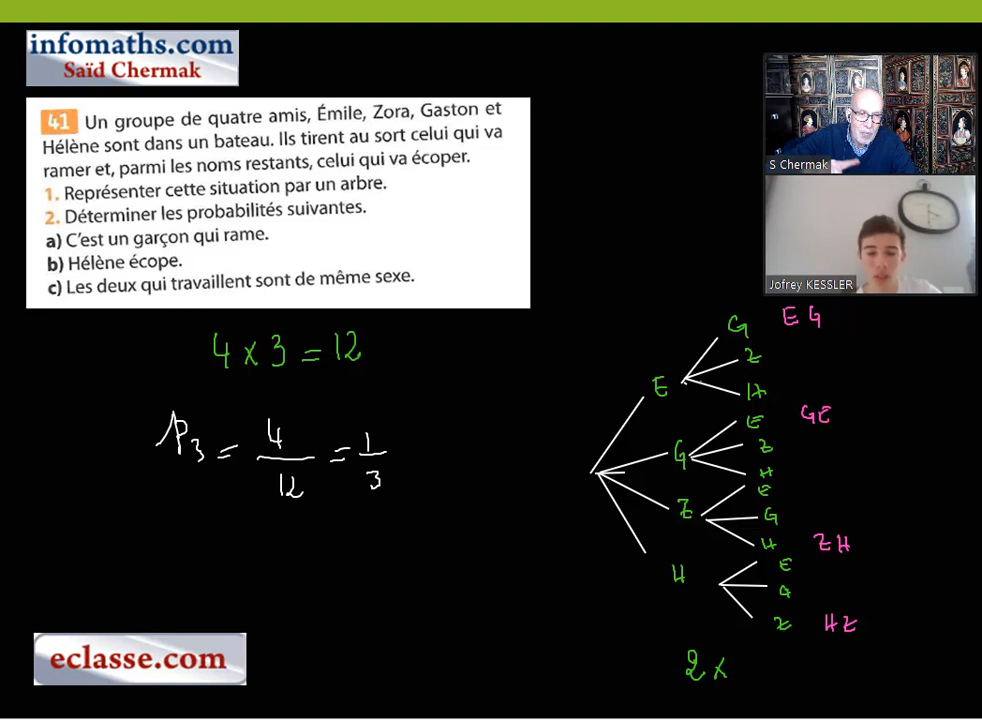 infomaths.com
Saïd Chermak
41 Un groupe de quatre amis, Émile, Zora, Gaston et
Hélène sont dans un bateau. Ils tirent au sort celui qui va
ramer et, parmi les noms restants, celui qui va écoper.
1. Représenter cette situation par un arbre.
2. Déterminer les probabilités suivantes.
a) C'est un garçon qui rame.
b) Hélène écope.
c) Les deux qui travaillent sont de même sexe.
S Chermak
Jofrey KESSLER
4 × 3 = 12
P3 = 4/12 = 1/3
E
G E G
Z
H
G
E GE
Z
H
Z
E
G
H ZH
H
E
G
Z HZ
2 ×
eclasse.com